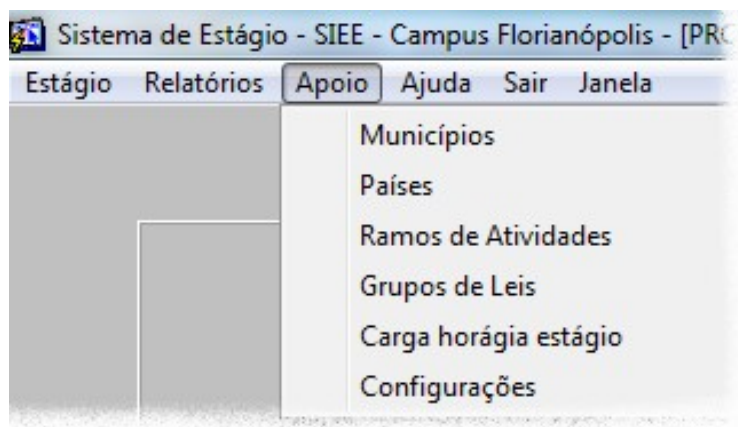 Sistema de Estágio - SIEE - Campus Florianópolis - [PRO
Estágio Relatórios Apoio Ajuda Sair Janela
Municípios
Países
Ramos de Atividades
Grupos de Leis
Carga horágia estágio
Configurações